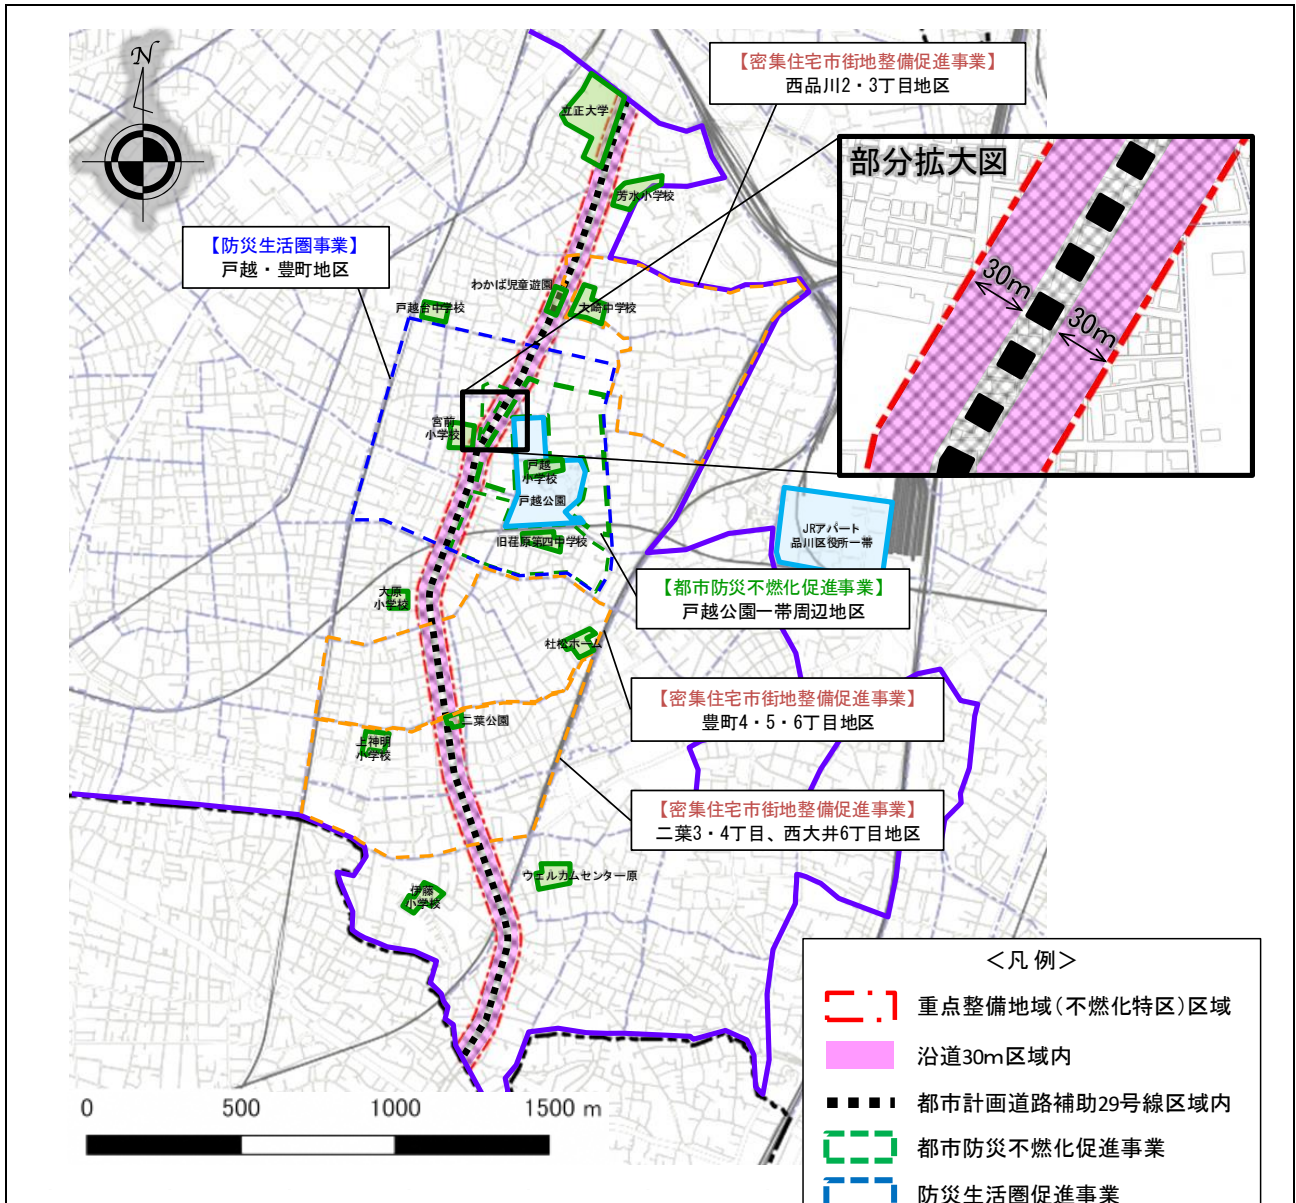 N
【密集住宅市街地整備促進事業】
西品川2・3丁目地区
立正大学
部分拡大図
30m
30m
芳水小学校
【防災生活圏事業】
戸越・豊町地区
わかば児童遊園
戸越台中学校
大崎中学校
宮前
小学校
戸越
小学校
戸越公園
旧荏原第四中学校
JRアパート
品川区役所一帯
【都市防災不燃化促進事業】
戸越公園一帯周辺地区
大原
小学校
杜松ホーム
【密集住宅市街地整備促進事業】
豊町4・5・6丁目地区
二葉公園
上神明
小学校
【密集住宅市街地整備促進事業】
二葉3・4丁目、西大井6丁目地区
ウェルカムセンター原
伊藤
小学校
＜凡 例＞
重点整備地域（不燃化特区）区域
沿道30m区域内
都市計画道路補助29号線区域内
都市防災不燃化促進事業
防災生活圏促進事業
0 500 1000 1500 m